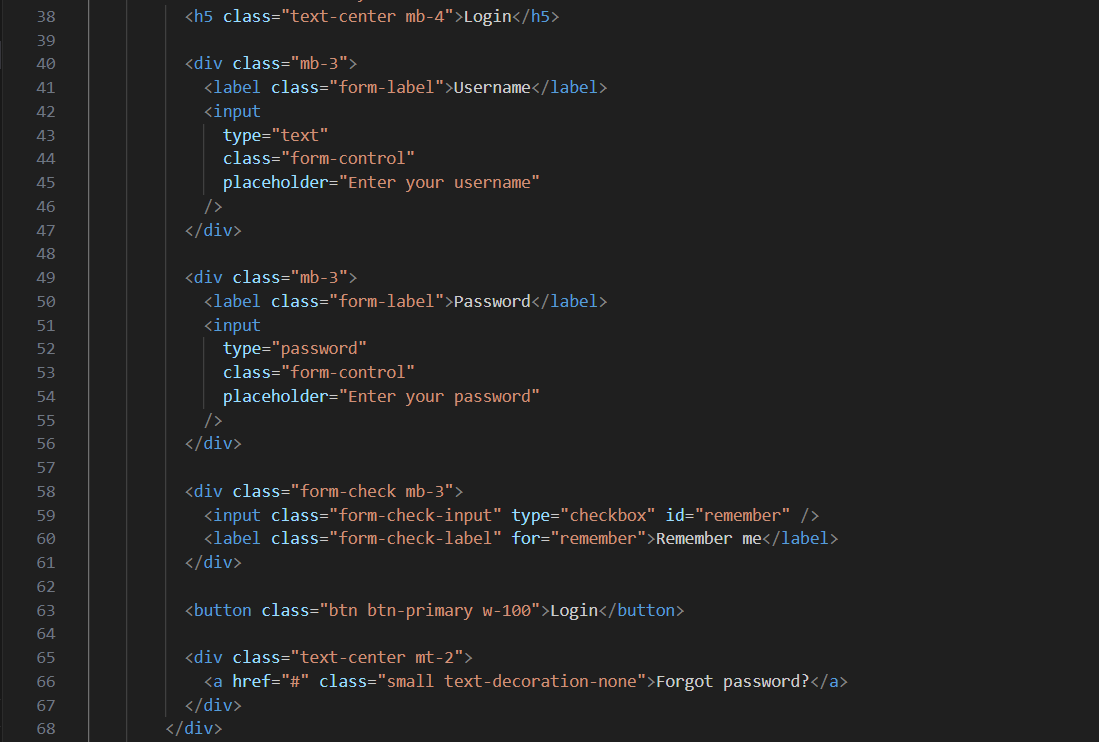 38 <h5 class="text-center mb-4">Login</h5>
39
40 <div class="mb-3">
41 <label class="form-label">Username</label>
42 <input
43 type="text"
44 class="form-control"
45 placeholder="Enter your username"
46 />
47 </div>
48
49 <div class="mb-3">
50 <label class="form-label">Password</label>
51 <input
52 type="password"
53 class="form-control"
54 placeholder="Enter your password"
55 />
56 </div>
57
58 <div class="form-check mb-3">
59 <input class="form-check-input" type="checkbox" id="remember" />
60 <label class="form-check-label" for="remember">Remember me</label>
61 </div>
62
63 <button class="btn btn-primary w-100">Login</button>
64
65 <div class="text-center mt-2">
66 <a href="#" class="small text-decoration-none">Forgot password?</a>
67 </div>
68 </div>